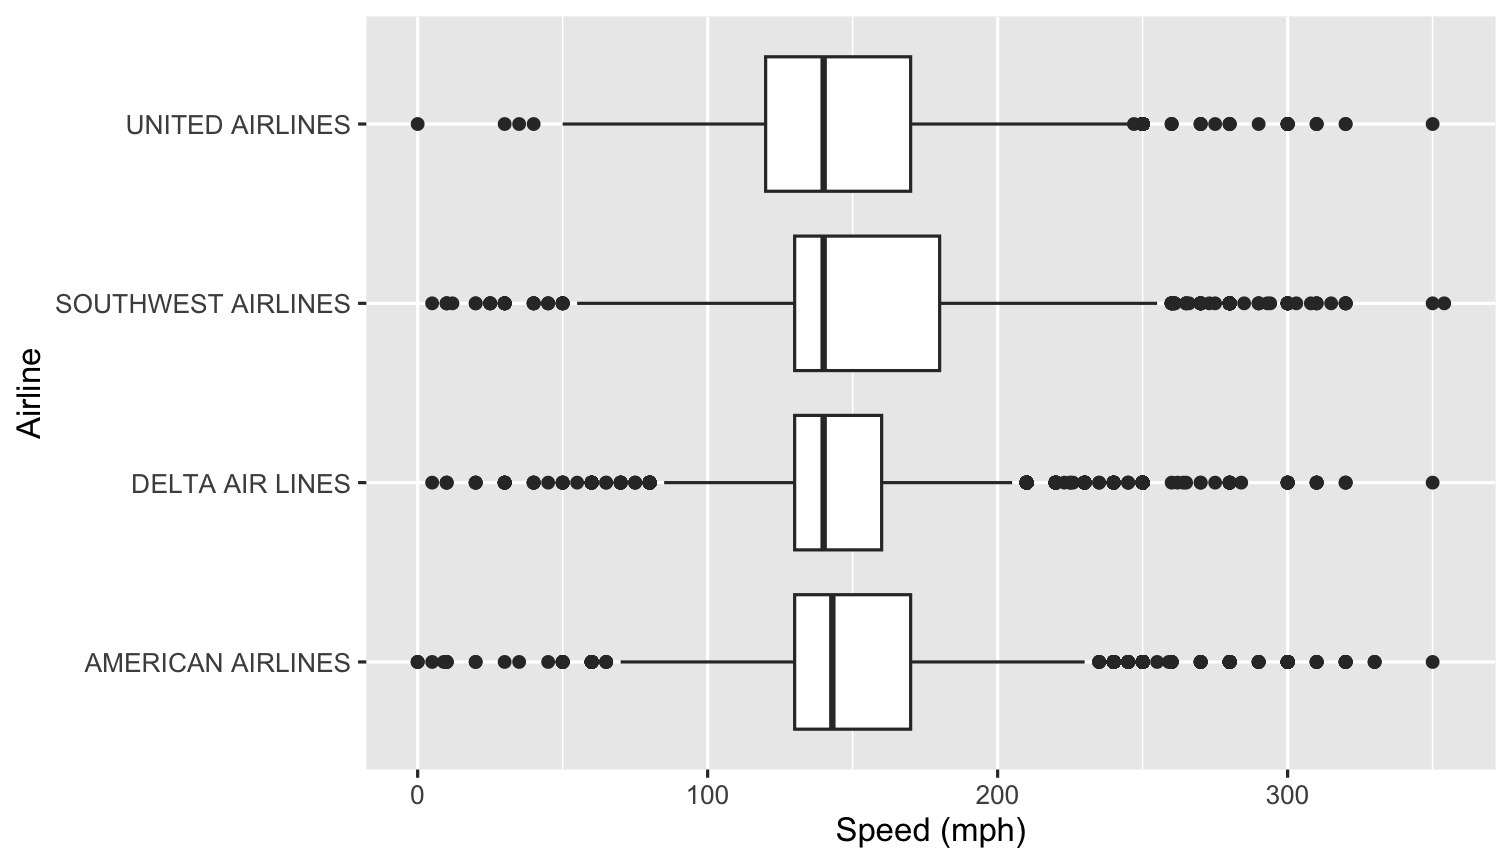 UNITED AIRLINES
SOUTHWEST AIRLINES
DELTA AIR LINES
AMERICAN AIRLINES
Airline
0 100 200 300
Speed (mph)